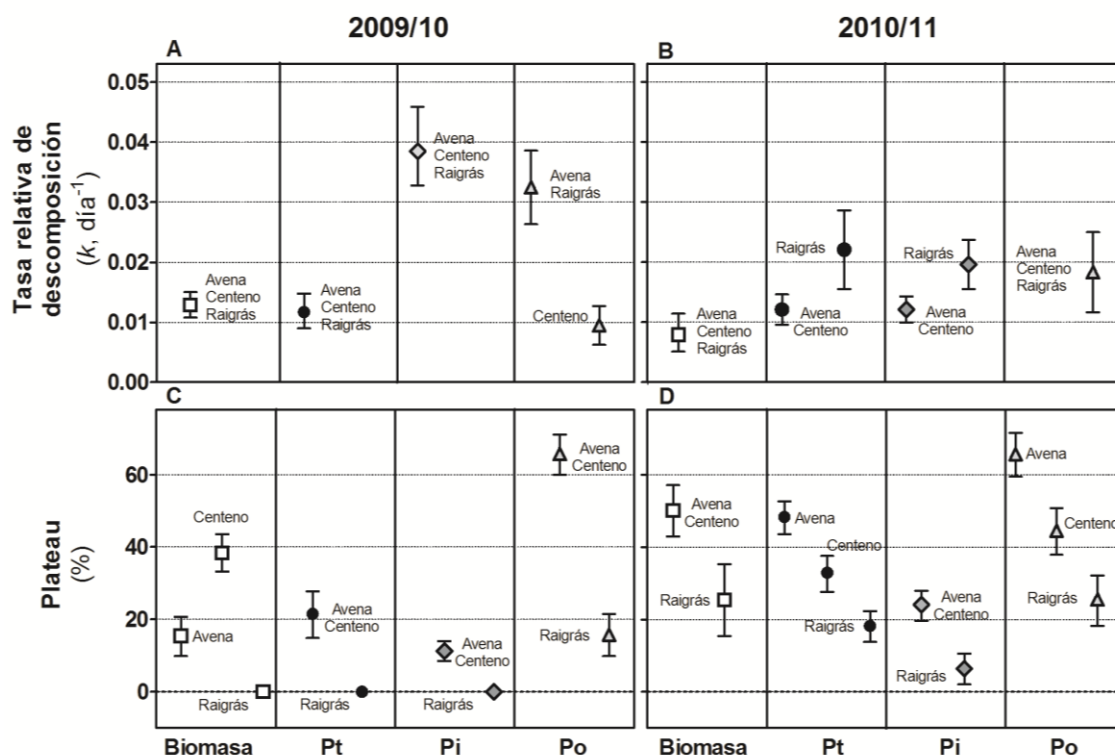 2009/10
2010/11
A
B
Tasa relativa de
descomposición
(k, día⁻¹)
0.05
0.04
0.03
0.02
0.01
0.00
Avena
Centeno
Raigrás
Avena
Centeno
Raigrás
Avena
Centeno
Raigrás
Avena
Raigrás
Centeno
Avena
Centeno
Raigrás
Raigrás
Avena
Centeno
Raigrás
Avena
Centeno
Avena
Centeno
Raigrás
C
D
Plateau
(%)
60
40
20
0
Centeno
Avena
Raigrás
Avena
Centeno
Raigrás
Avena
Centeno
Raigrás
Avena
Centeno
Raigrás
Avena
Centeno
Raigrás
Avena
Centeno
Raigrás
Avena
Centeno
Raigrás
Avena
Centeno
Raigrás
Biomasa
Pt
Pi
Po
Biomasa
Pt
Pi
Po